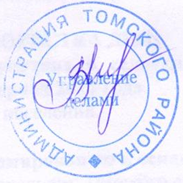 АДМИНИСТРАЦИЯ ТОМСКОГО РАЙОНА
Управление
делами